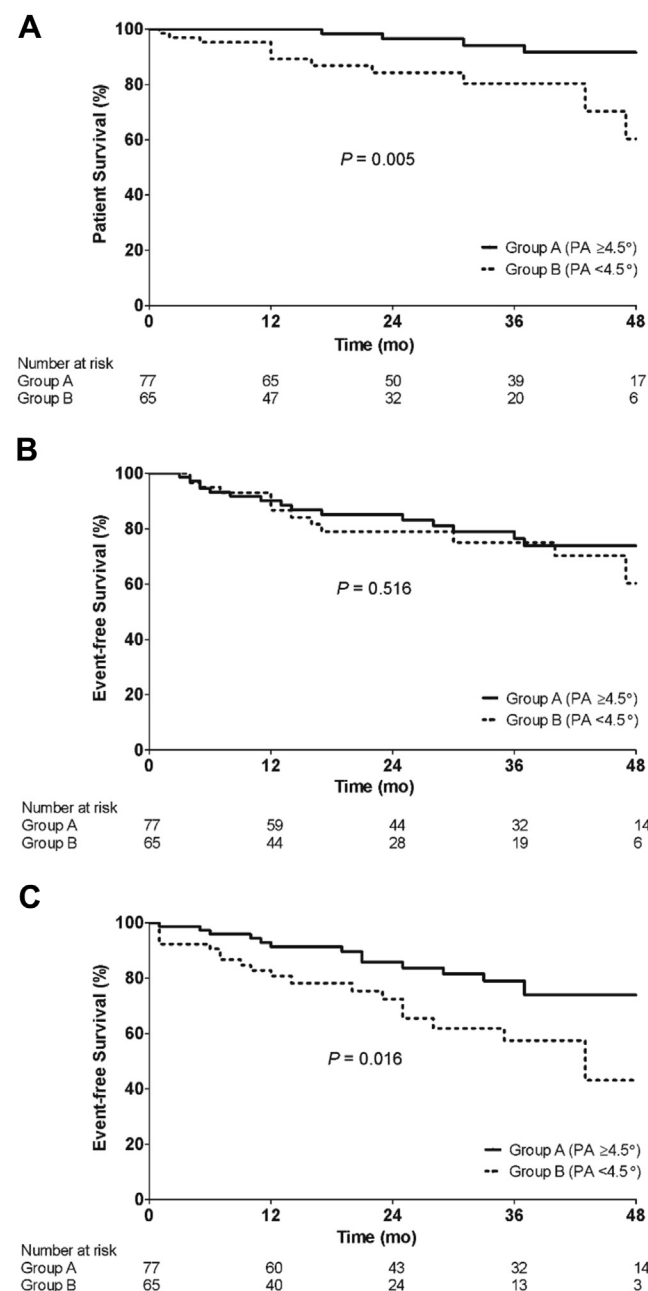 A
Patient Survival (%)
100
80
60
40
20
0
P = 0.005
Group A (PA ≥4.5°)
Group B (PA <4.5°)
0 12 24 36 48
Time (mo)
Number at risk
Group A 77 65 50 39 17
Group B 65 47 32 20 6
B
Event-free Survival (%)
100
80
60
40
20
0
P = 0.516
Group A (PA ≥4.5°)
Group B (PA <4.5°)
0 12 24 36 48
Time (mo)
Number at risk
Group A 77 59 44 32 14
Group B 65 44 28 19 6
C
Event-free Survival (%)
100
80
60
40
20
0
P = 0.016
Group A (PA ≥4.5°)
Group B (PA <4.5°)
0 12 24 36 48
Time (mo)
Number at risk
Group A 77 60 43 32 14
Group B 65 40 24 13 3